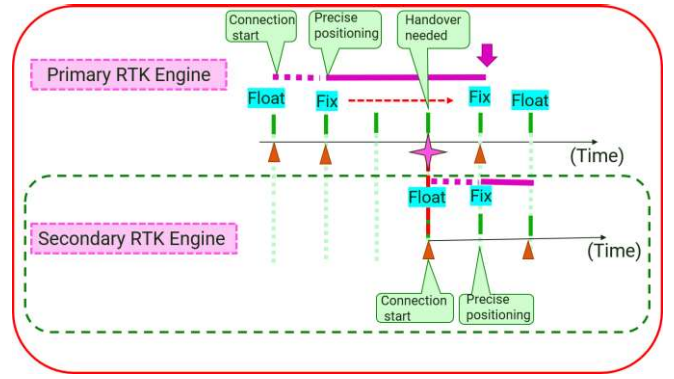 Connection
start
Precise
positioning
Handover
needed
Primary RTK Engine
Float
Fix
Fix
Float
(Time)
Float
Fix
Secondary RTK Engine
(Time)
Connection
start
Precise
positioning